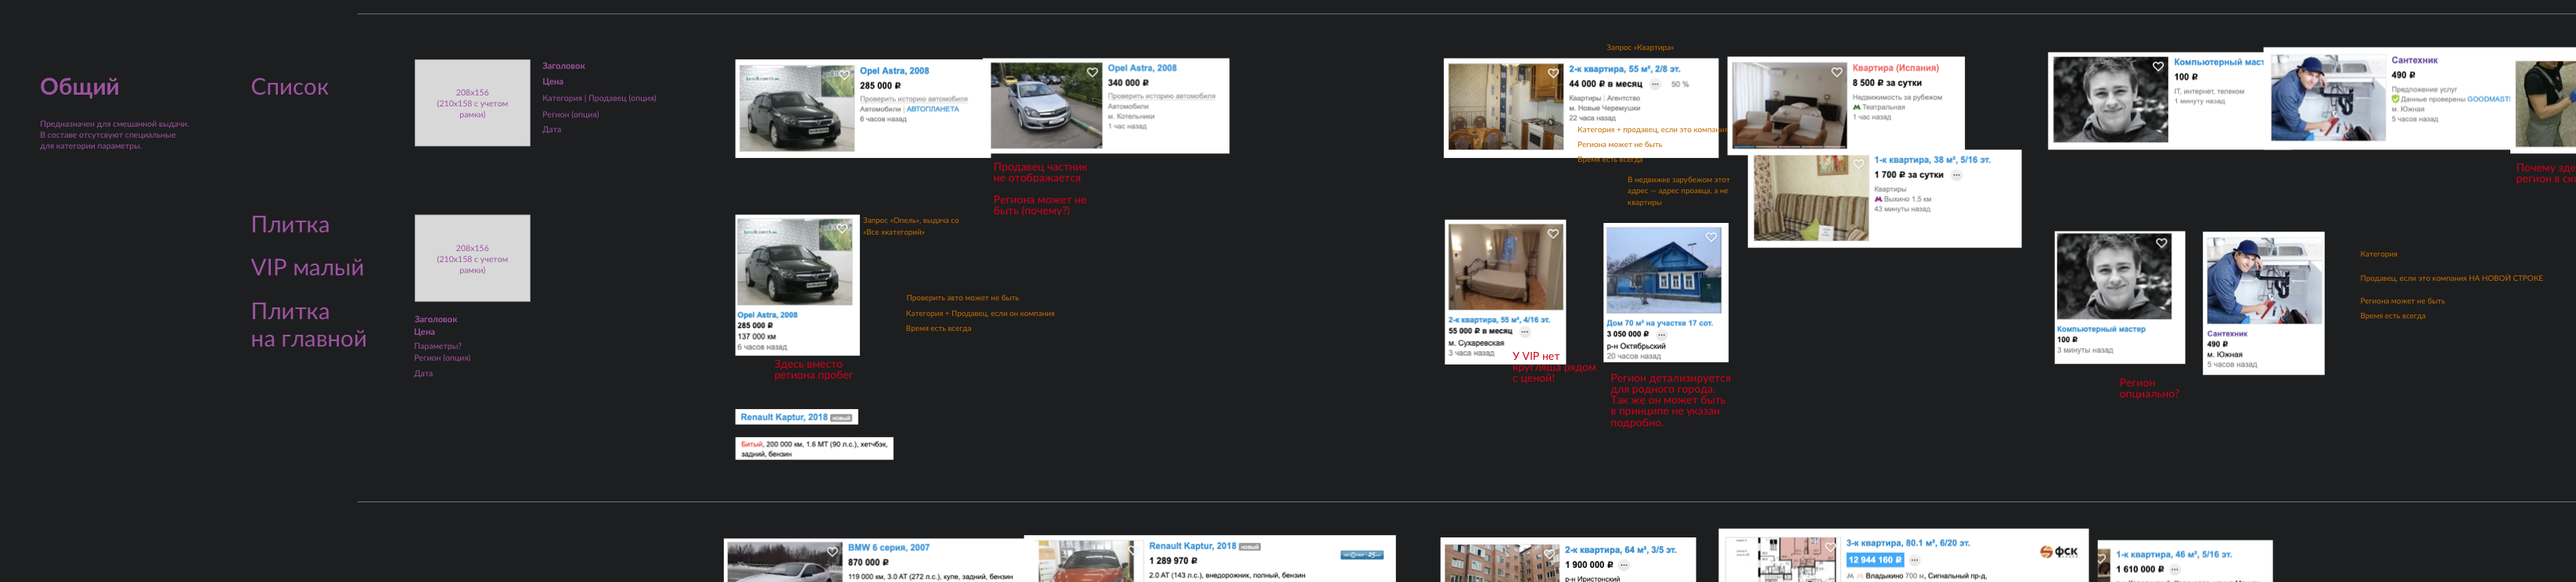 Общий
Предназначен для смешанной выдачи.
В составе отсутсвуют специальные
для категории параметры.
Список
208x156
(210x158 с учетом
рамки)
Заголовок
Цена
Категория | Продавец (опция)
Регион (опция)
Дата
Opel Astra, 2008
285 000 ₽
Проверить историю автомобиля
Автомобили | АВТОПЛАНЕТА
6 часов назад
Opel Astra, 2008
340 000 ₽
Проверить историю автомобиля
Автомобили
м. Котельники
1 час назад
Продавец частник
не отображается
Региона может не
быть (почему?)
Запрос «Квартира»
2-к квартира, 55 м², 2/8 эт.
44 000 ₽ в месяц ••• 50 %
Квартиры | Агентство
м. Новые Черемушки
22 часа назад
Категория + продавец, если это компания
Региона может не быть
Время есть всегда
В недвижке зарубежом этот
адрес — адрес проавца, а не
квартиры
Квартира (Испания)
8 500 ₽ за сутки
Недвижимость за рубежом
Театральная
1 час назад
1-к квартира, 38 м², 5/16 эт.
1 700 ₽ за сутки •••
Квартиры
Выхино 1.5 км
43 минуты назад
Компьютерный маст
100 ₽
IT, интернет, телеком
1 минуту назад
Сантехник
490 ₽
Предложение услуг
Данные проверены GOODMAST
м. Южная
5 часов назад
Почему зде
регион в ск
Плитка
VIP малый
Плитка
на главной
208x156
(210x158 с учетом
рамки)
Заголовок
Цена
Параметры?
Регион (опция)
Дата
Запрос «Опель», выдача со
«Все хкатегорий»
Opel Astra, 2008
285 000 ₽
137 000 км
6 часов назад
Здесь вместо
региона пробег
Проверить авто может не быть
Категория + Продавец, если он компания
Время есть всегда
Renault Kaptur, 2018 новый
Битый, 200 000 км, 1.6 MT (90 л.с.), хетчбэк,
задний, бензин
2-к квартира, 55 м², 4/16 эт.
55 000 ₽ в месяц •••
м. Сухаревская
3 часа назад
У VIP нет
кругляша рядом
с ценой!
Дом 70 м² на участке 17 сот.
3 050 000 ₽ •••
р-н Октябрьский
20 часов назад
Регион детализируется
для родного города.
Так же он может быть
в принципе не указан
подробно.
Компьютерный мастер
100 ₽
3 минуты назад
Регион
опциально?
Сантехник
490 ₽
м. Южная
5 часов назад
Категория
Продавец, если это компания НА НОВОЙ СТРОКЕ
Региона может не быть
Время есть всегда
BMW 6 серия, 2007
870 000 ₽
119 000 км, 3.0 AT (272 л.с.), купе, задний, бензин
Renault Kaptur, 2018 новый
1 289 970 ₽
2.0 AT (143 л.с.), внедорожник, полный, бензин
2-к квартира, 64 м², 3/5 эт.
1 900 000 ₽ •••
р-н Иристонский
3-к квартира, 80.1 м², 6/20 эт.
12 944 160 ₽ •••
Владыкино 700 м, Сигнальный пр-д,
фск
1-к квартира, 46 м², 5/16 эт.
1 610 000 ₽ •••